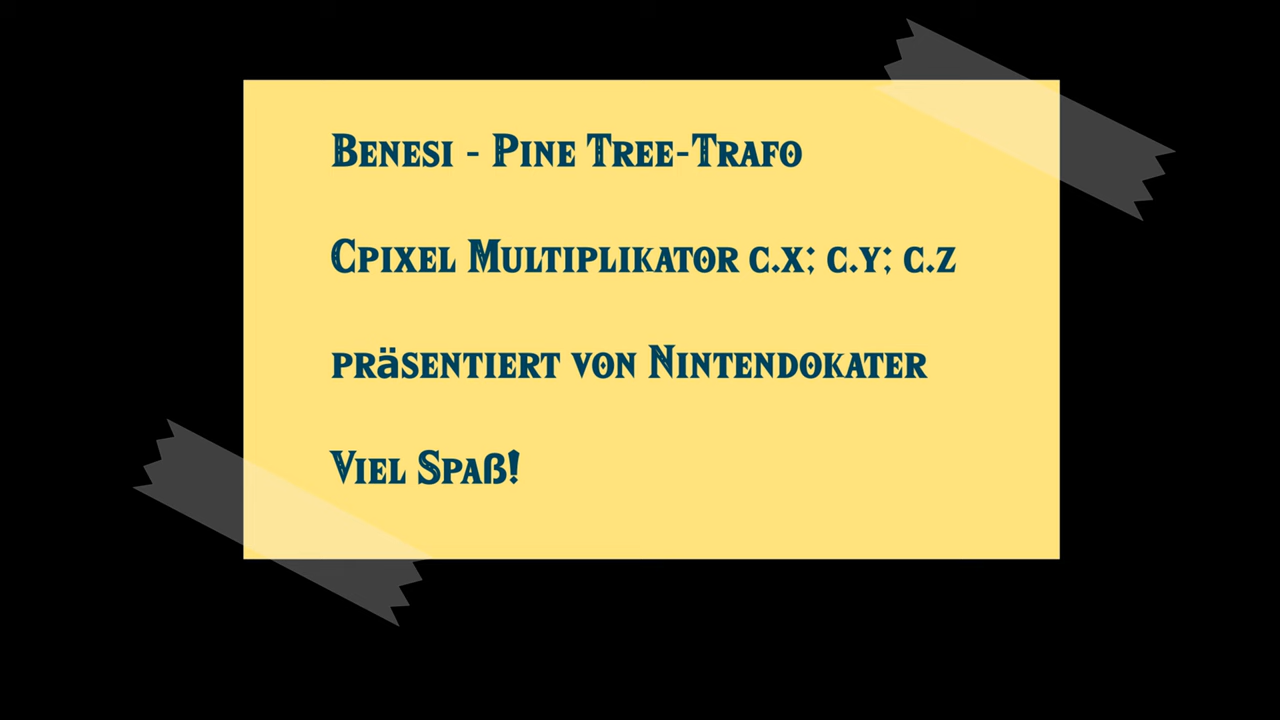 Benesi - Pine Tree-Trafo
Cpixel Multiplikator c.x; c.y; c.z
präsentiert von Nintendokater
Viel Spaß!